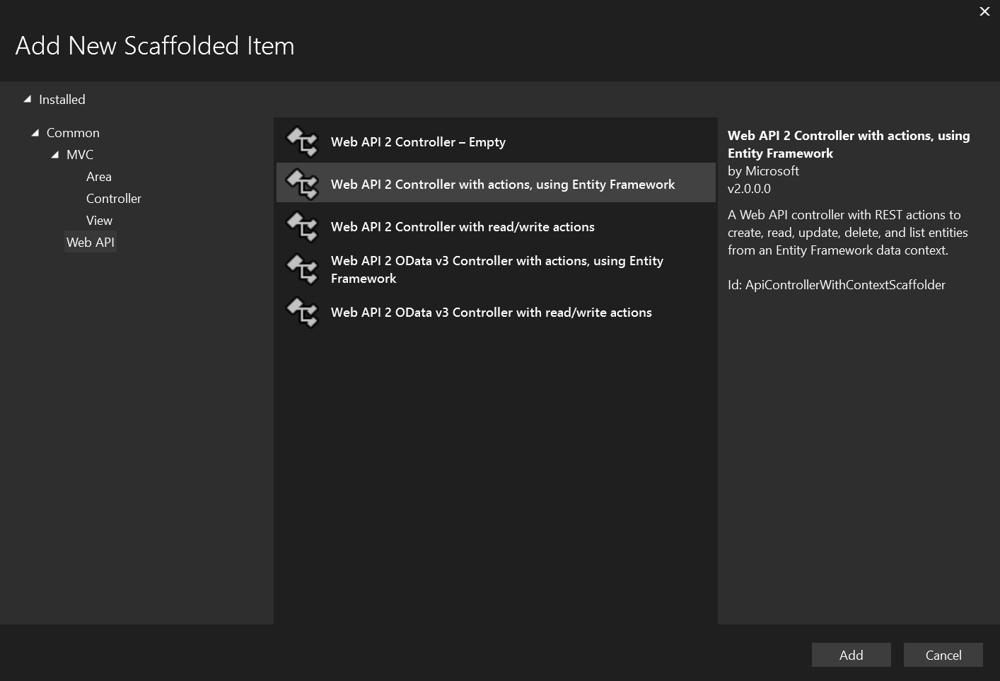 Add New Scaffolded Item
Installed
Common
MVC
Area
Controller
View
Web API
Web API 2 Controller – Empty
Web API 2 Controller with actions, using Entity Framework
Web API 2 Controller with read/write actions
Web API 2 OData v3 Controller with actions, using Entity
Framework
Web API 2 OData v3 Controller with read/write actions
Web API 2 Controller with actions, using
Entity Framework
by Microsoft
v2.0.0.0
A Web API controller with REST actions to
create, read, update, delete, and list entities
from an Entity Framework data context.
Id: ApiControllerWithContextScaffolder
Add
Cancel